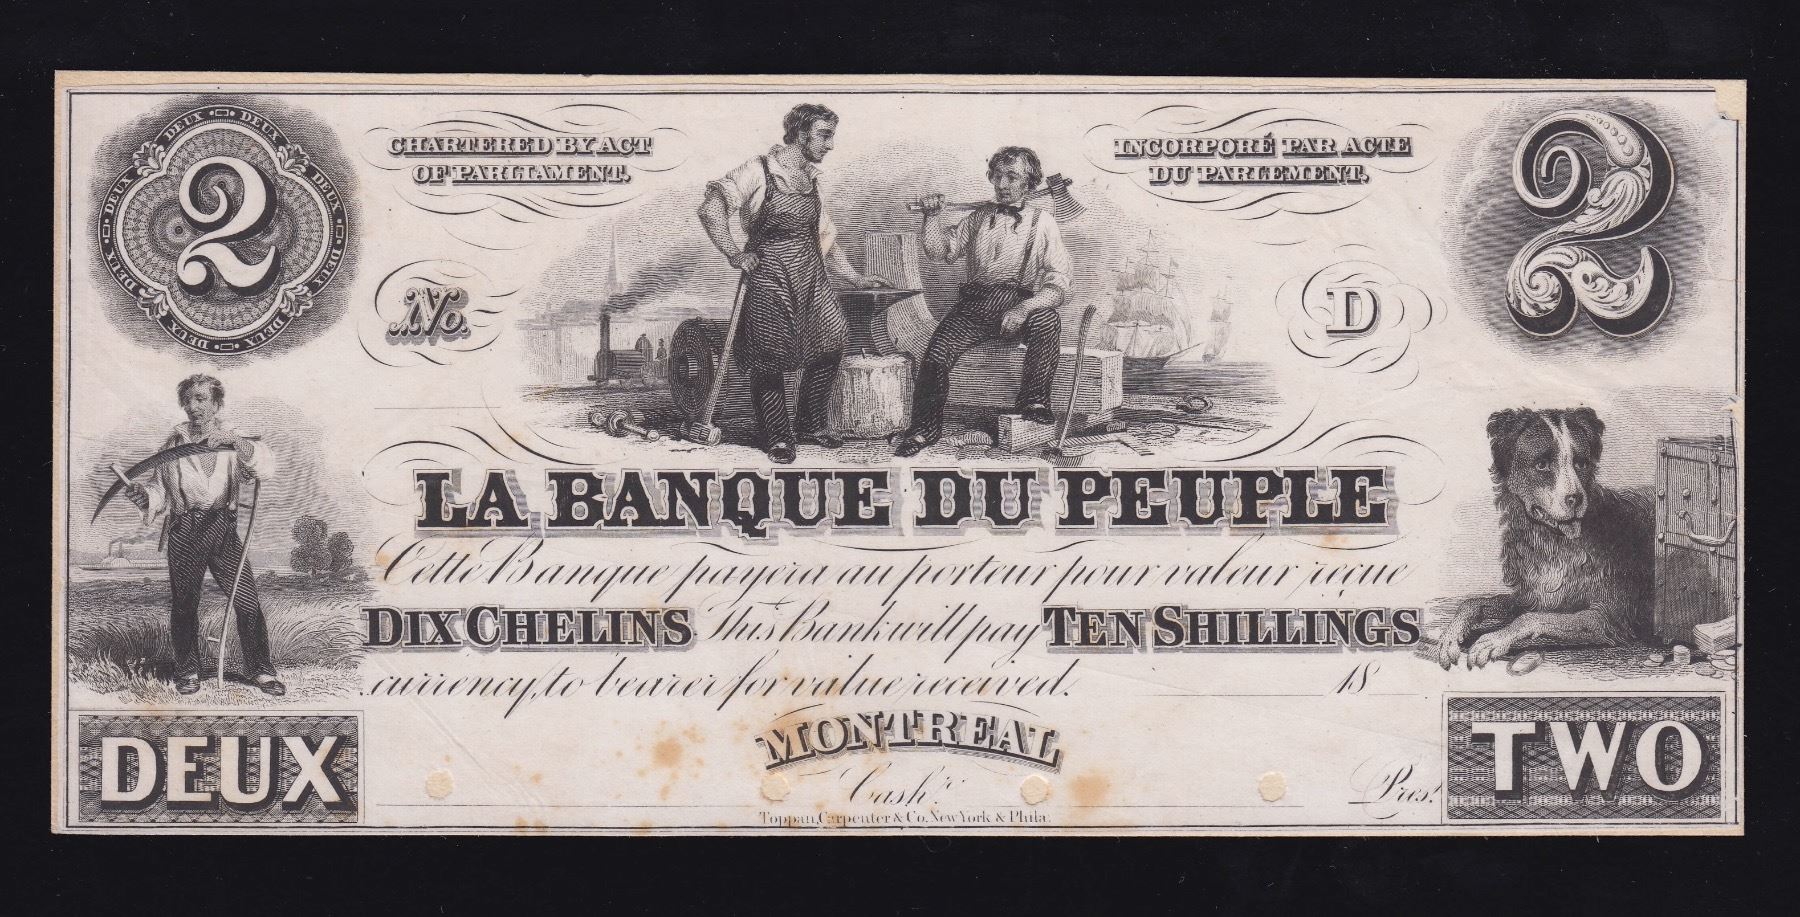 DEUX DEUX DEUX DEUX DEUX DEUX DEUX DEUX
2
CHARTERED BY ACT
OF PARLIAMENT.
INCORPORÉ PAR ACTE
DU PARLEMENT.
2
No.
D
LA BANQUE DU PEUPLE
Cette Banque payera au porteur pour valeur reçue
DIX CHELINS This Bank will pay TEN SHILLINGS
currency, to bearer for value received. 18
MONTREAL
DEUX
Cashr.
Prest.
TWO
Toppan, Carpenter & Co. New York & Phila.